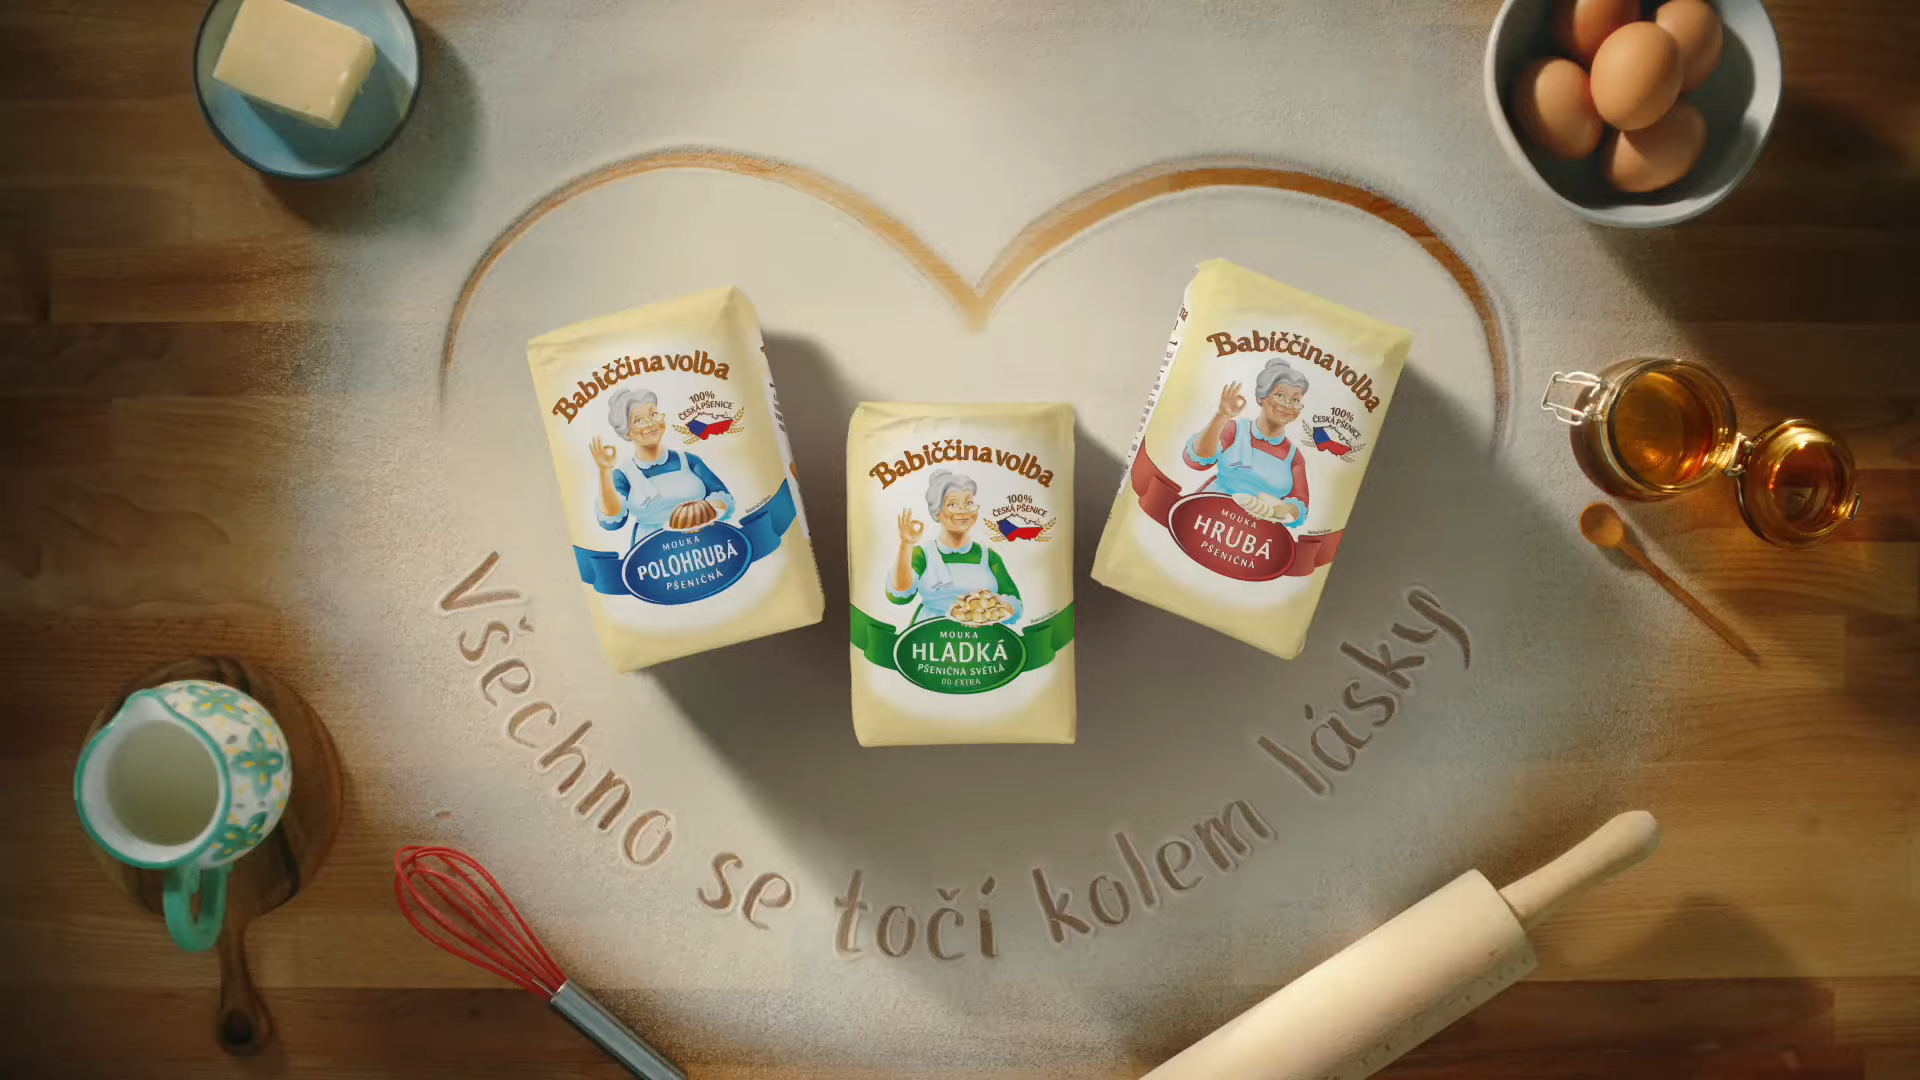 Babiččina volba
100%
ČESKÁ PŠENICE
MOUKA
POLOHRUBÁ
PŠENIČNÁ
Babiččina volba
100%
ČESKÁ PŠENICE
MOUKA
HLADKÁ
PŠENIČNÁ SVĚTLÁ
00 EXTRA
Babiččina volba
100%
ČESKÁ PŠENICE
MOUKA
HRUBÁ
PŠENIČNÁ
Všechno se točí kolem lásky